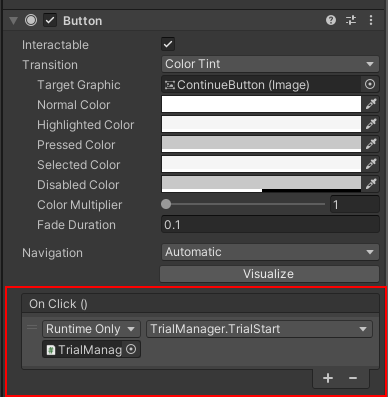 Button
Interactable
Transition Color Tint
Target Graphic ContinueButton (Image)
Normal Color
Highlighted Color
Pressed Color
Selected Color
Disabled Color
Color Multiplier 1
Fade Duration 0.1
Navigation Automatic
Visualize
On Click ()
Runtime Only TrialManager.TrialStart
TrialManag